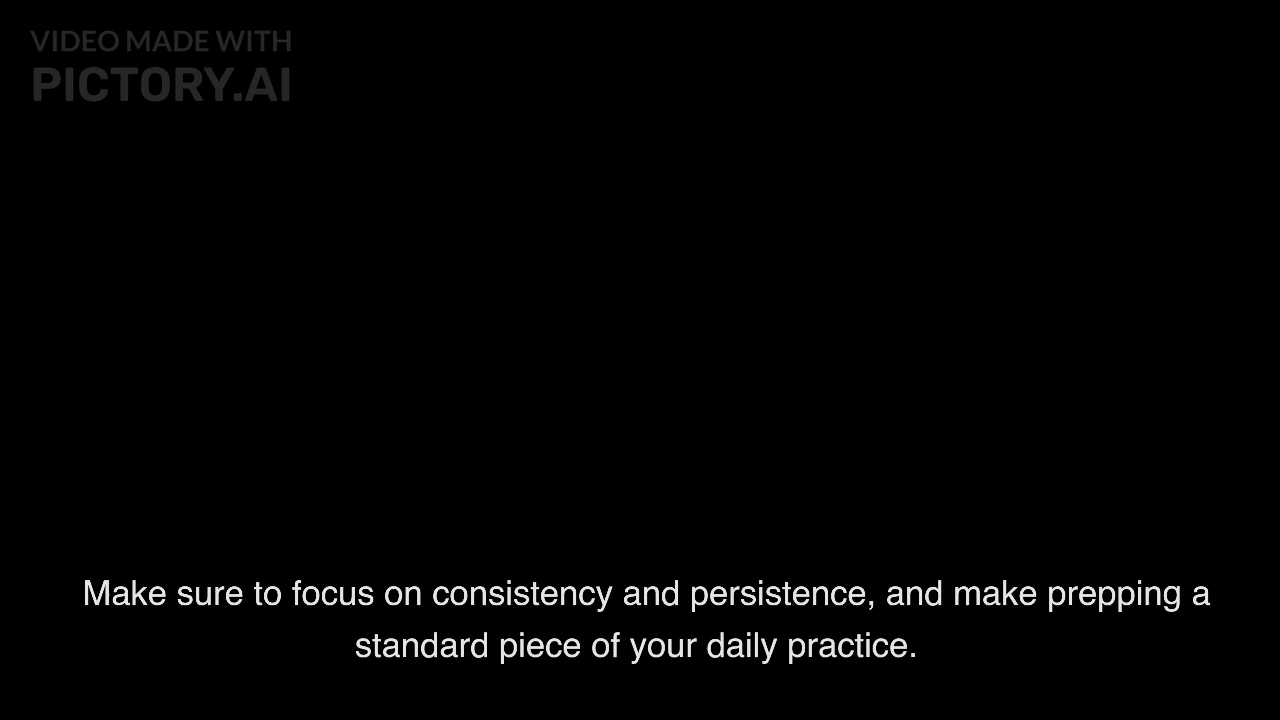 VIDEO MADE WITH
PICTORY.AI
Make sure to focus on consistency and persistence, and make prepping a
standard piece of your daily practice.